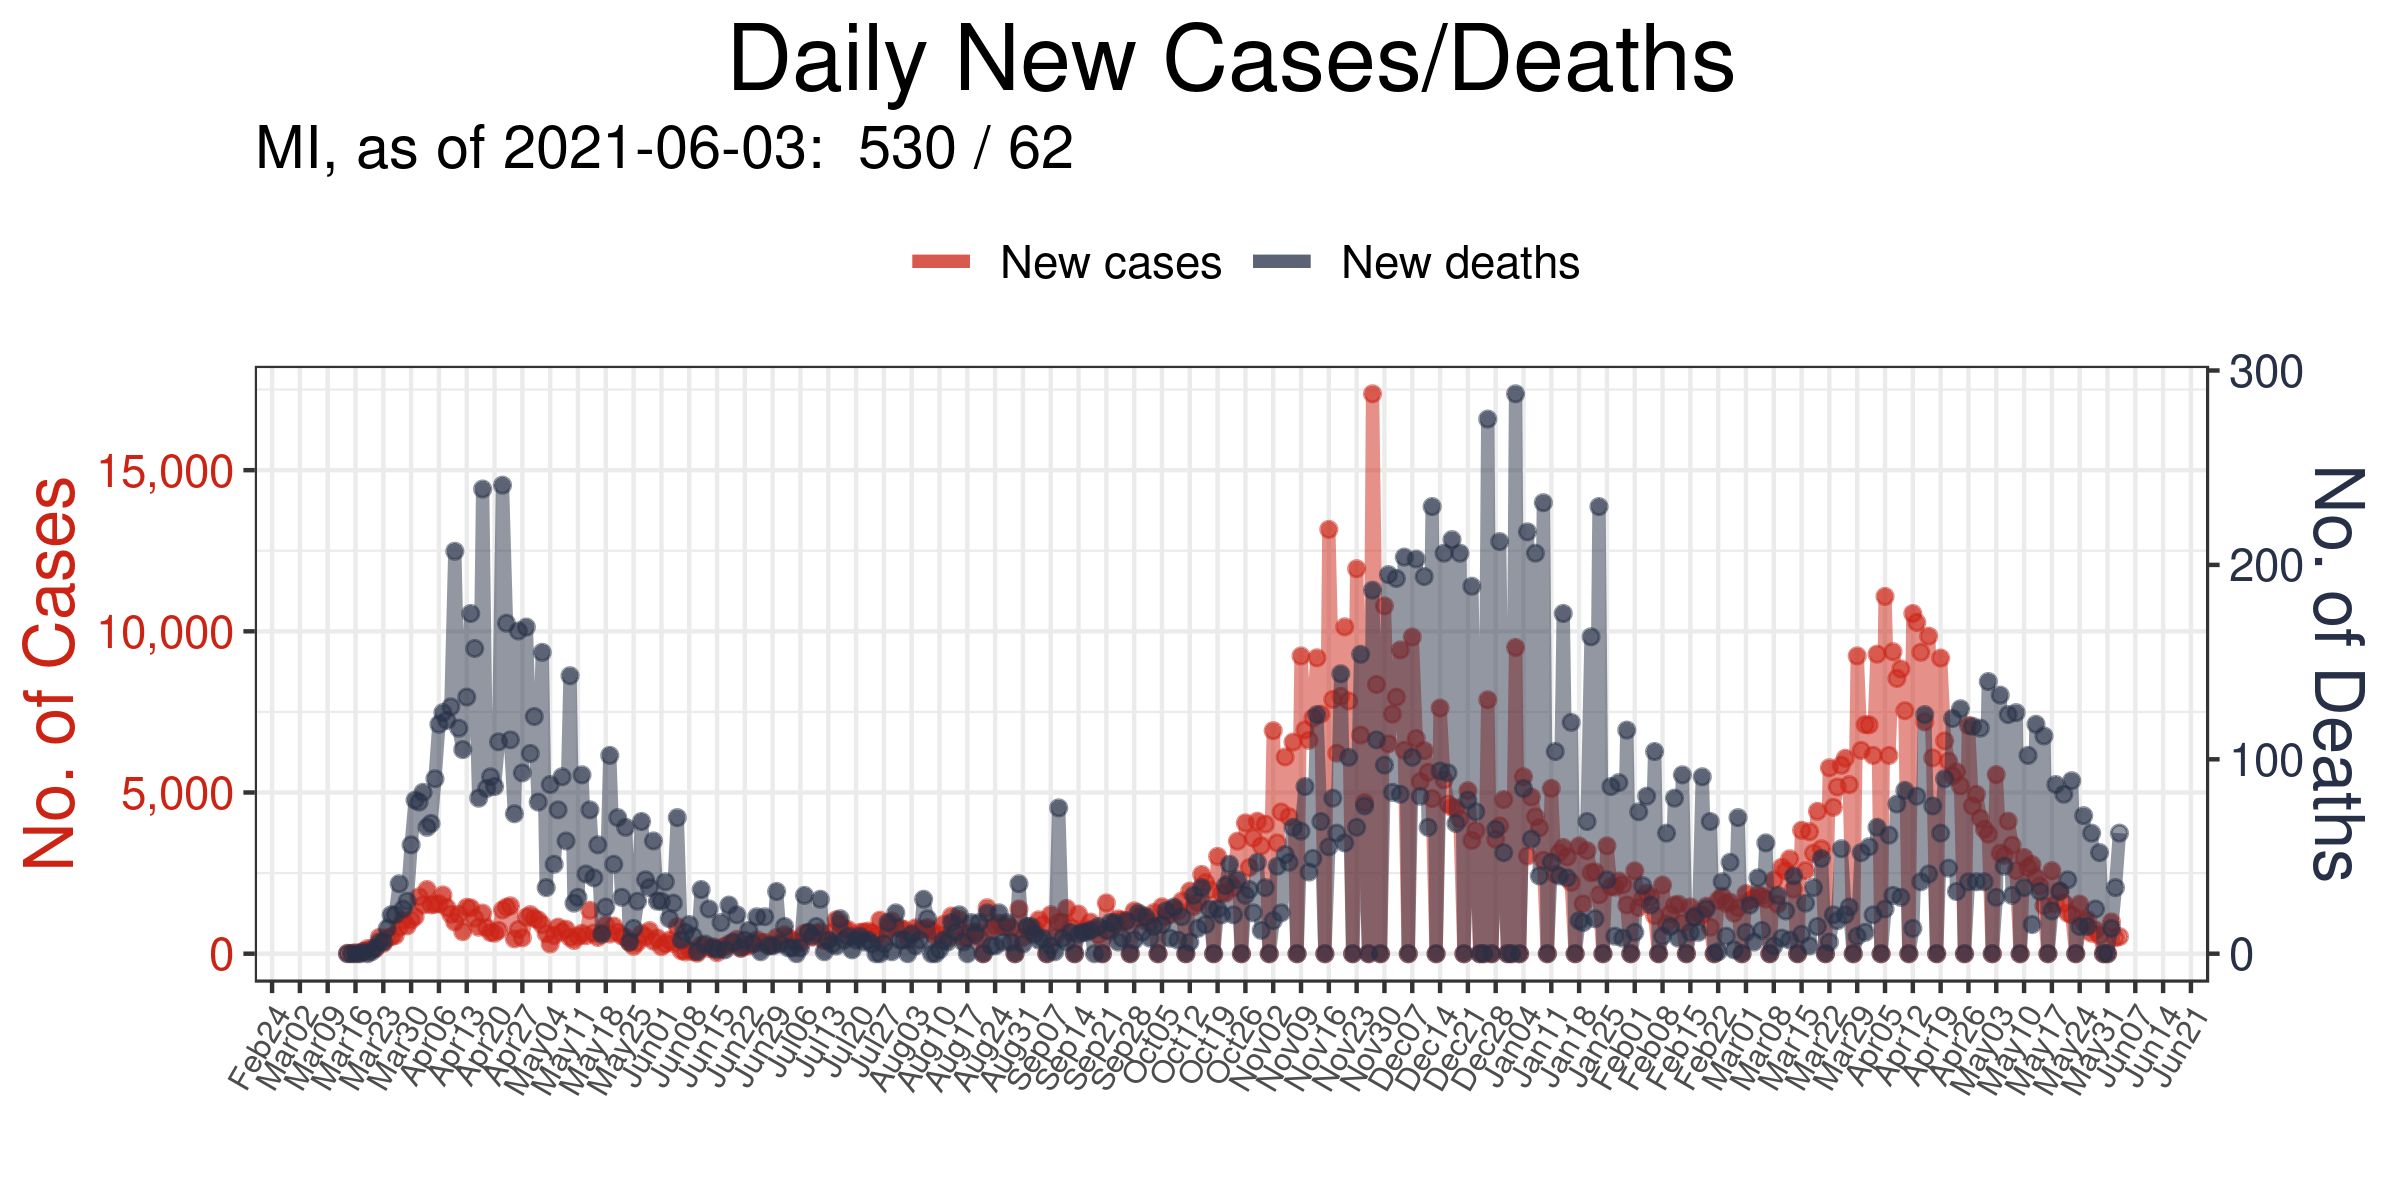 Daily New Cases/Deaths
MI, as of 2021-06-03:  530 / 62
New cases New deaths
No. of Cases
15,000
10,000
5,000
0
300
200
100
0
No. of Deaths
Feb24 Mar02 Mar09 Mar16 Mar23 Mar30 Apr06 Apr13 Apr20 Apr27 May04 May11 May18 May25 Jun01 Jun08 Jun15 Jun22 Jun29 Jul06 Jul13 Jul20 Jul27 Aug03 Aug10 Aug17 Aug24 Aug31 Sep07 Sep14 Sep21 Sep28 Oct05 Oct12 Oct19 Oct26 Nov02 Nov09 Nov16 Nov23 Nov30 Dec07 Dec14 Dec21 Dec28 Jan04 Jan11 Jan18 Jan25 Feb01 Feb08 Feb15 Feb22 Mar01 Mar08 Mar15 Mar22 Mar29 Apr05 Apr12 Apr19 Apr26 May03 May10 May17 May24 May31 Jun07 Jun14 Jun21